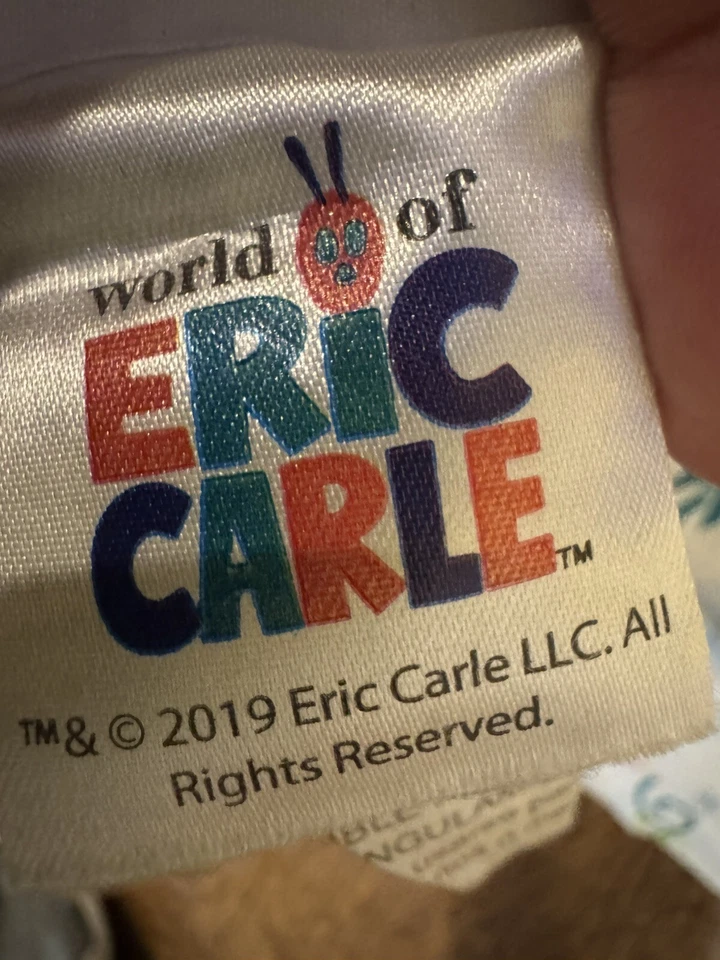 world of
ERiC
CARLE™
™& © 2019 Eric Carle LLC. All
Rights Reserved.